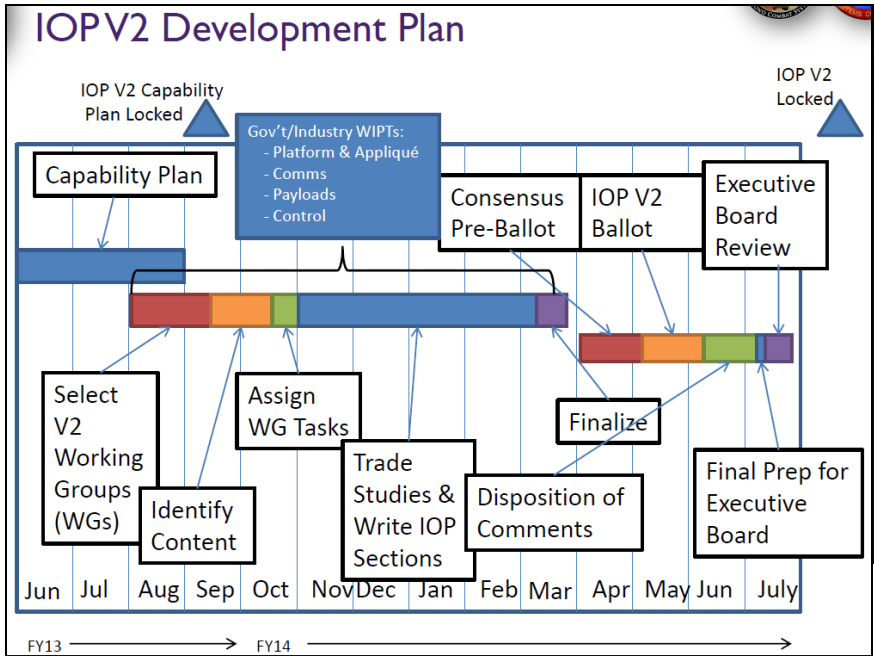 IOP V2 Development Plan
IOP V2 Capability
Plan Locked
IOP V2
Locked
Gov't/Industry WIPTs:
- Platform & Appliqué
- Comms
- Payloads
- Control
Capability Plan
Consensus
Pre-Ballot
IOP V2
Ballot
Executive
Board
Review
Select
V2
Working
Groups
(WGs)
Identify
Content
Assign
WG Tasks
Trade
Studies &
Write IOP
Sections
Finalize
Disposition of
Comments
Final Prep for
Executive
Board
Jun Jul Aug Sep Oct Nov Dec Jan Feb Mar Apr May Jun July
FY13 FY14